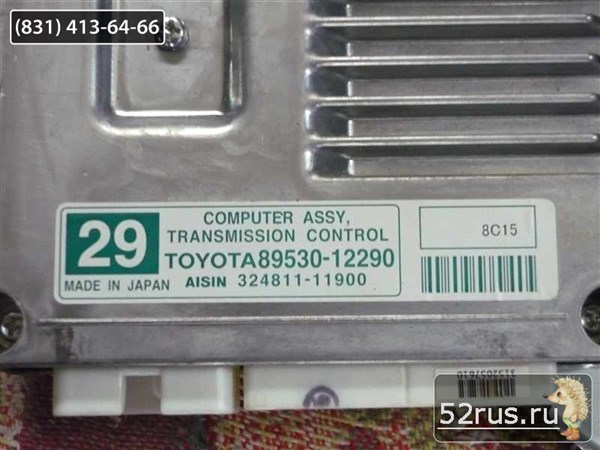 (831) 413-64-66
29
COMPUTER ASSY,
TRANSMISSION CONTROL
TOYOTA89530-12290
MADE IN JAPAN
AISIN 324811-11900
8C15
3132057610
52rus.ru